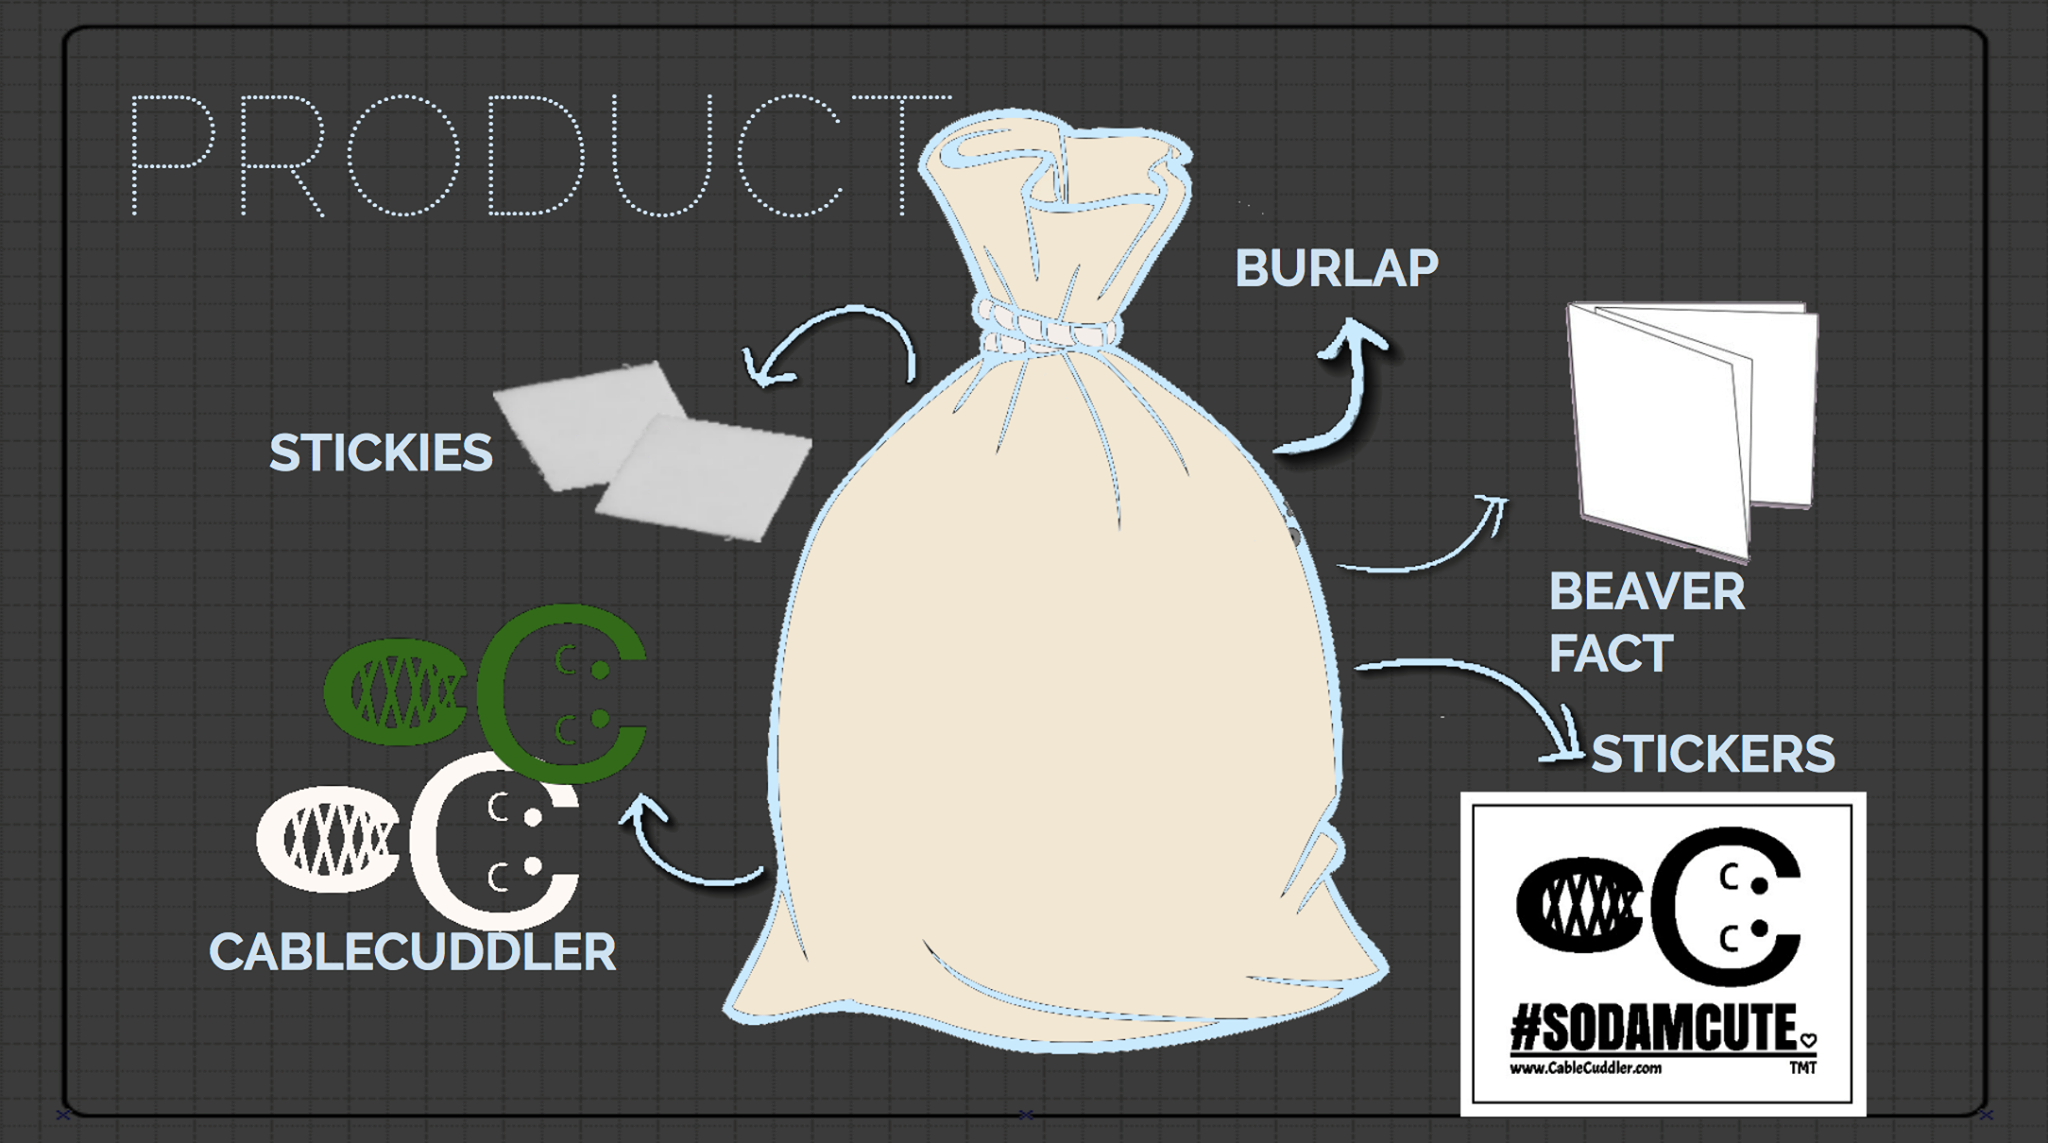 PRODUCT
BURLAP
STICKIES
BEAVER
FACT
STICKERS
CABLECUDDLER
#SODAMCUTE
www.CableCuddler.com TMT